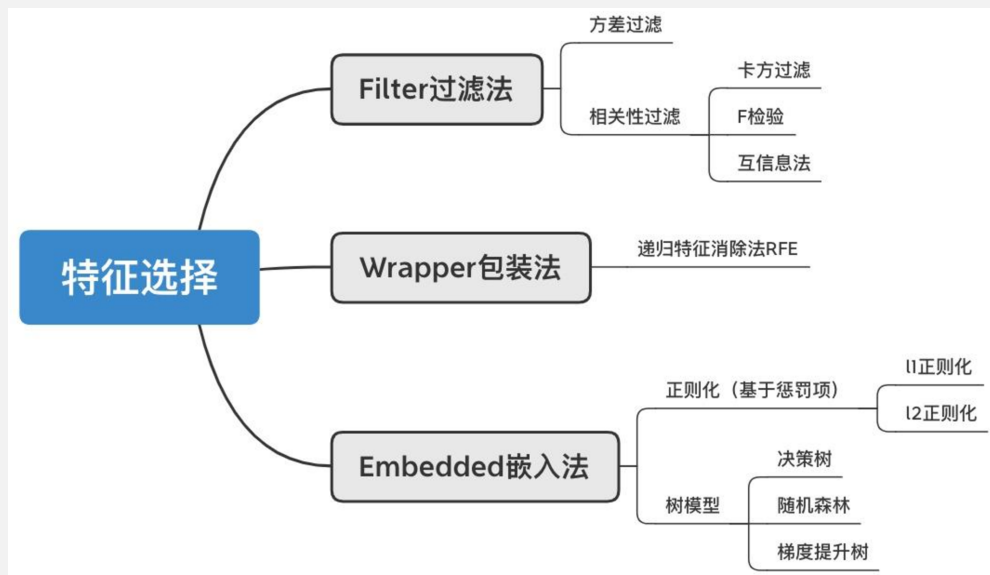 特征选择
Filter过滤法
方差过滤
相关性过滤
卡方过滤
F检验
互信息法
Wrapper包装法
递归特征消除法RFE
Embedded嵌入法
正则化（基于惩罚项）
l1正则化
l2正则化
树模型
决策树
随机森林
梯度提升树